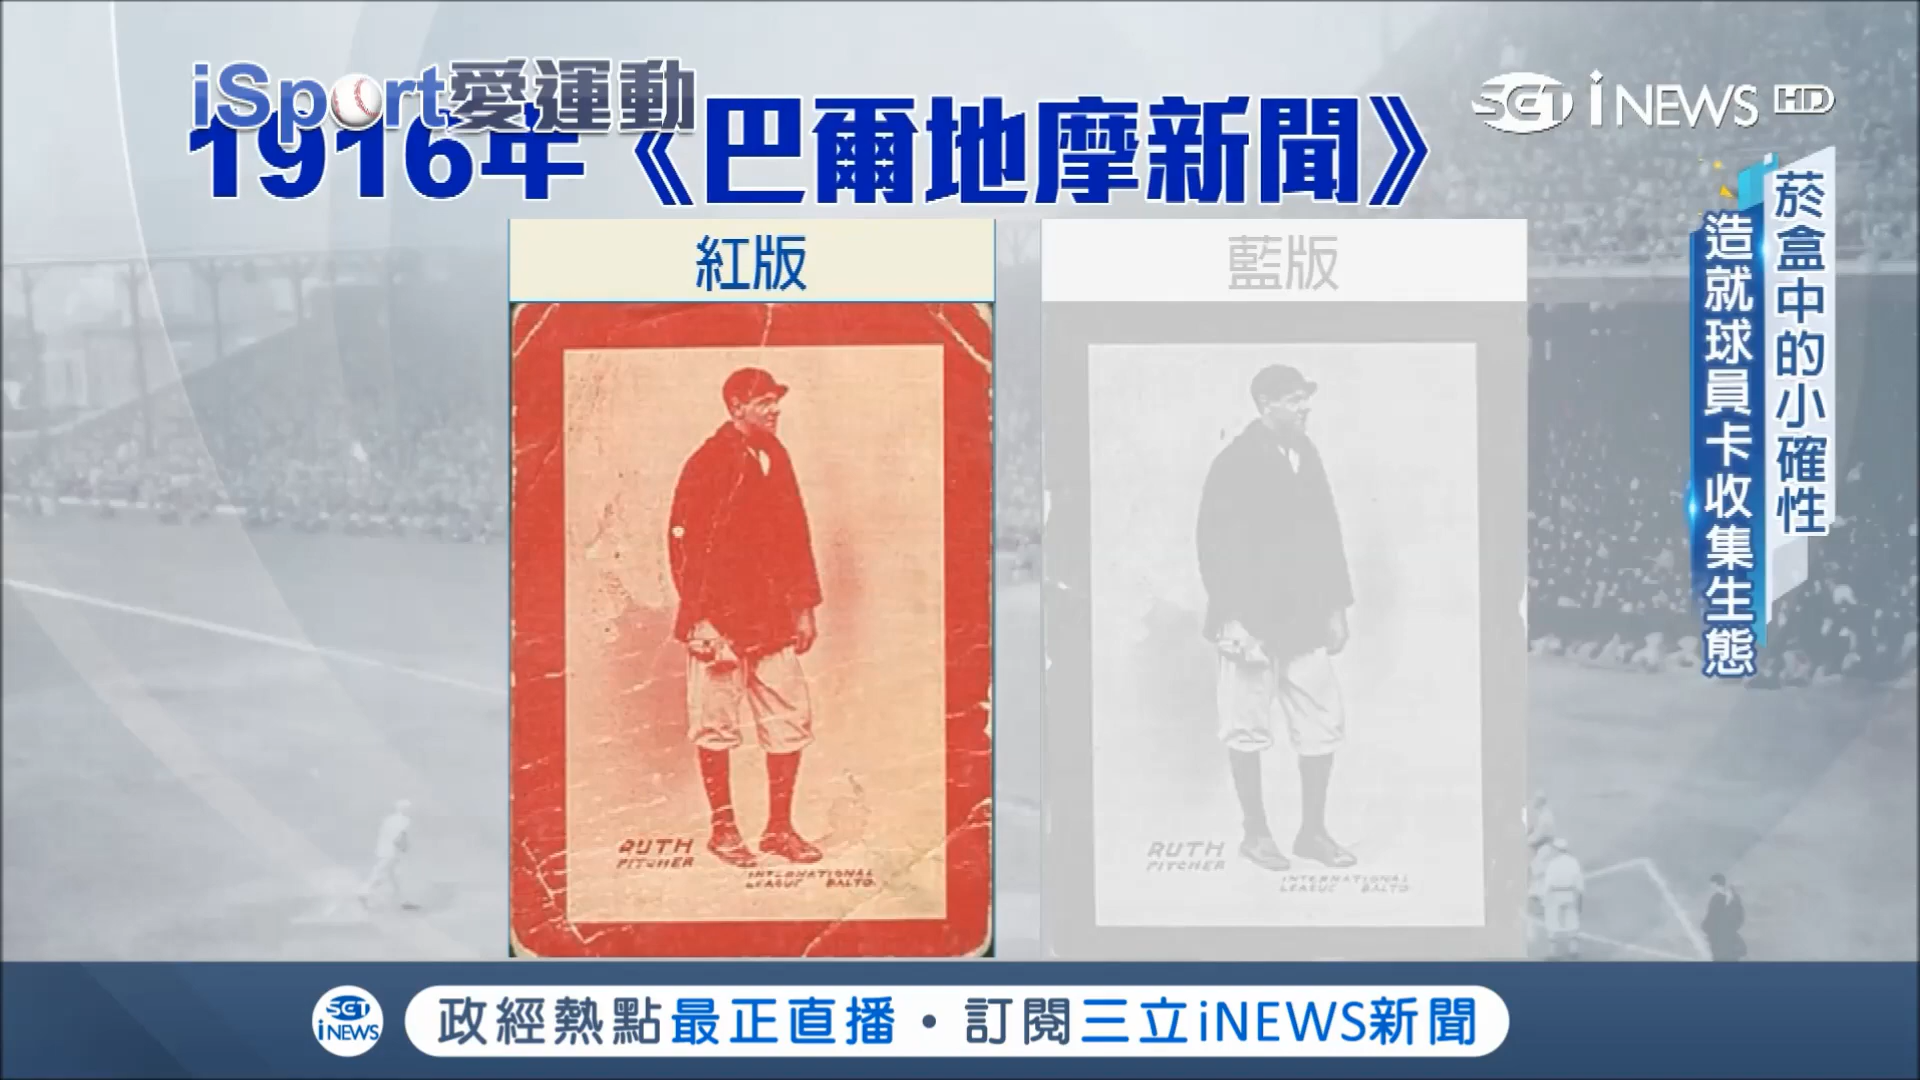 iSport愛運動
SET iNEWS HD
1916年《巴爾地摩新聞》
菸盒中的小確性
造就球員卡收集生態
紅版
藍版
RUTH
PITCHER
INTERNATIONAL
LEAGUE BALTO.
RUTH
PITCHER
INTERNATIONAL
LEAGUE BALTO
SET
iNEWS
政經熱點最正直播・訂閱三立iNEWS新聞